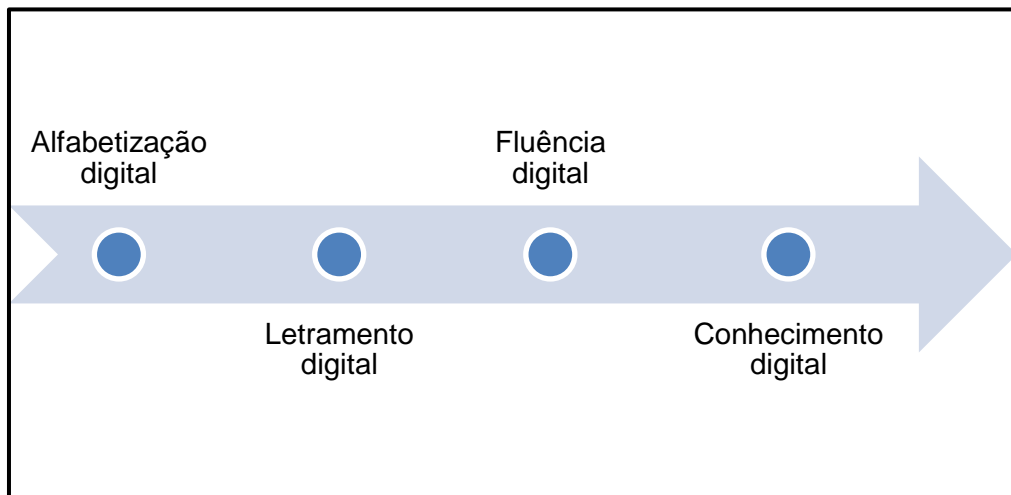 Alfabetização
digital
Letramento
digital
Fluência
digital
Conhecimento
digital